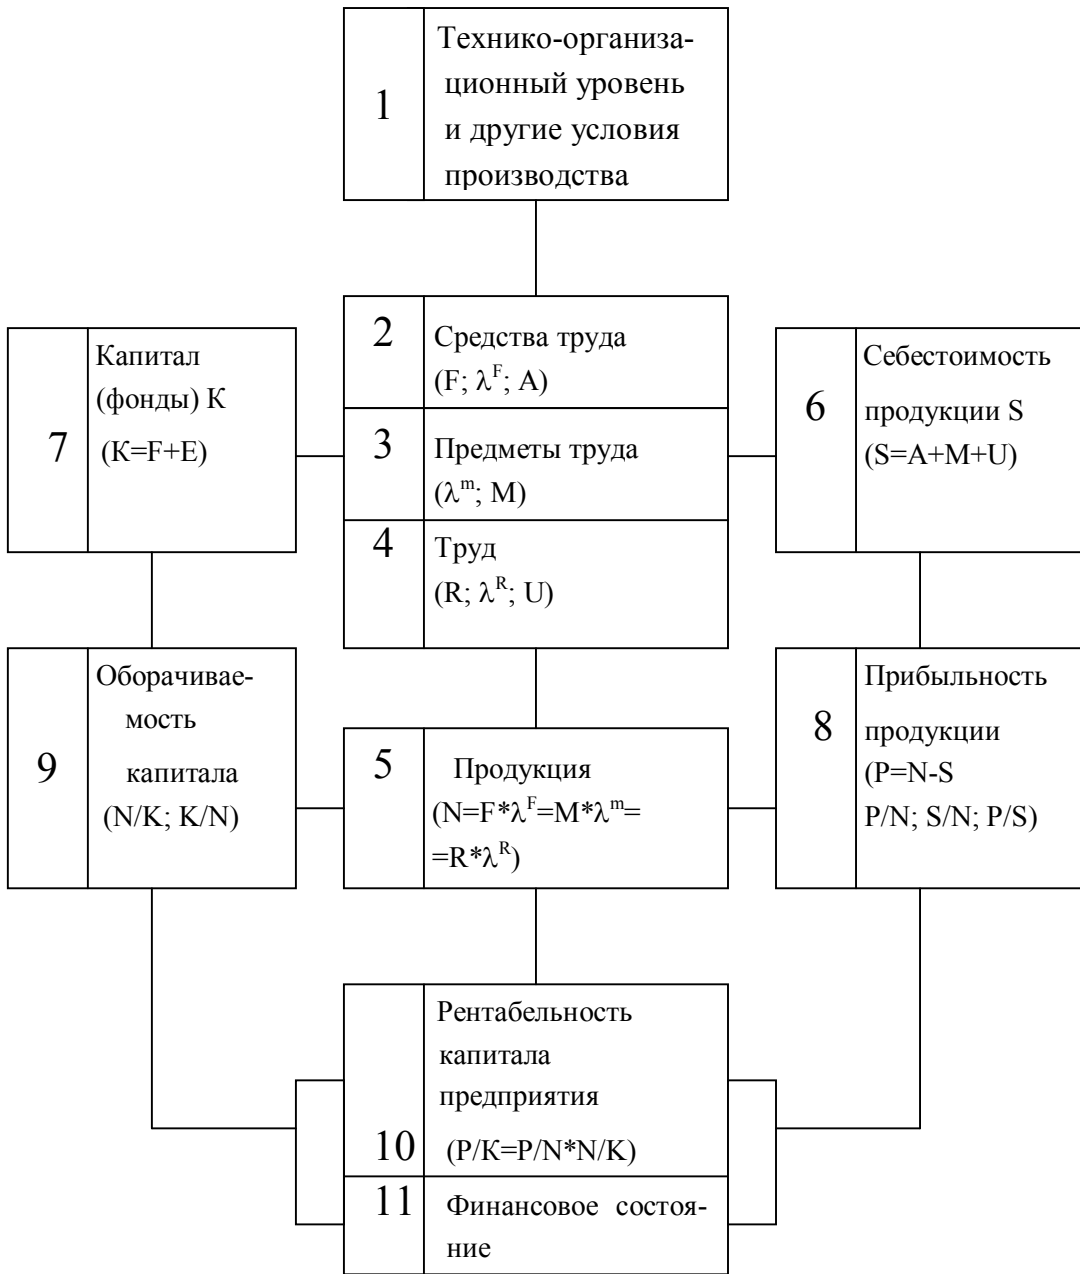 1
Технико-организа-
ционный уровень
и другие условия
производства
2
Средства труда
(F; λ^F; A)
3
Предметы труда
(λ^m; M)
4
Труд
(R; λ^R; U)
7
Капитал
(фонды) К
(K=F+E)
6
Себестоимость
продукции S
(S=A+M+U)
9
Оборачивае-
мость
капитала
(N/K; K/N)
5
Продукция
(N=F*λ^F=M*λ^m=
=R*λ^R)
8
Прибыльность
продукции
(P=N-S
P/N; S/N; P/S)
10
Рентабельность
капитала
предприятия
(P/K=P/N*N/K)
11
Финансовое состоя-
ние